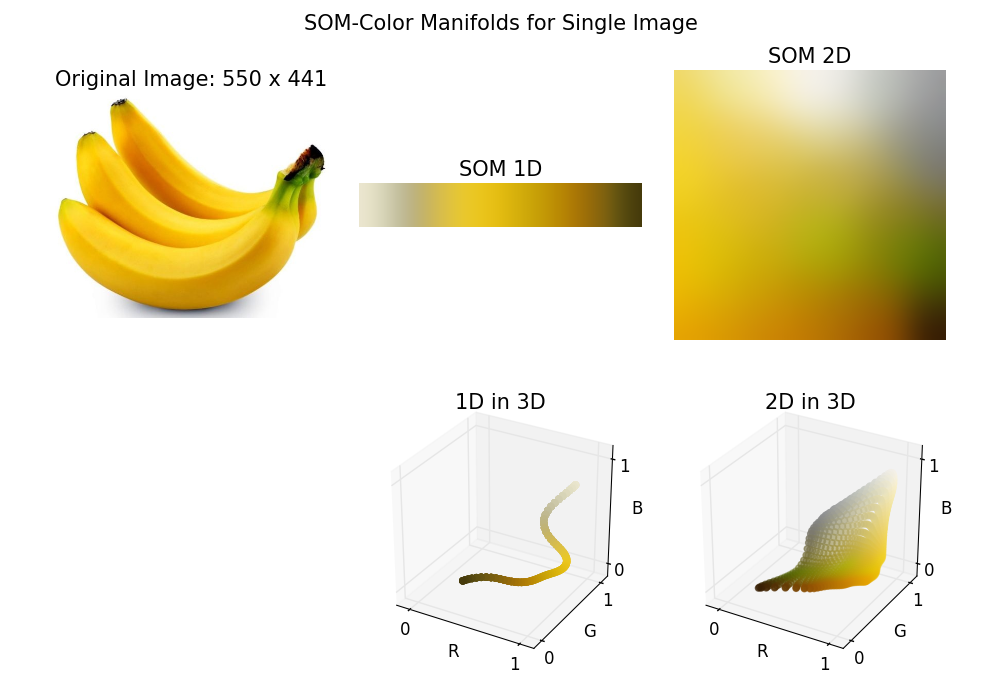 SOM-Color Manifolds for Single Image
Original Image: 550 x 441
SOM 1D
SOM 2D
1D in 3D
0
R
1
0
G
1
0
B
1
2D in 3D
0
R
1
0
G
1
0
B
1